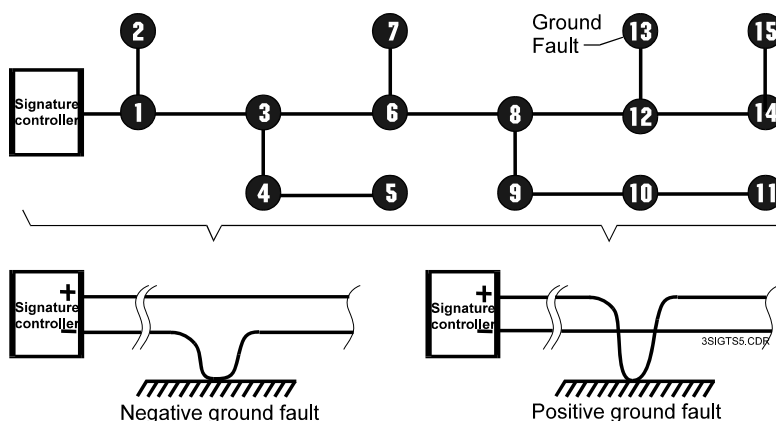 2
7
Ground
Fault
13
15
Signature
controller
1
3
6
8
12
14
4
5
9
10
11
+
Signature
controller
−
+
Signature
controller
−
3SIGTS5.CDR
Negative ground fault
Positive ground fault